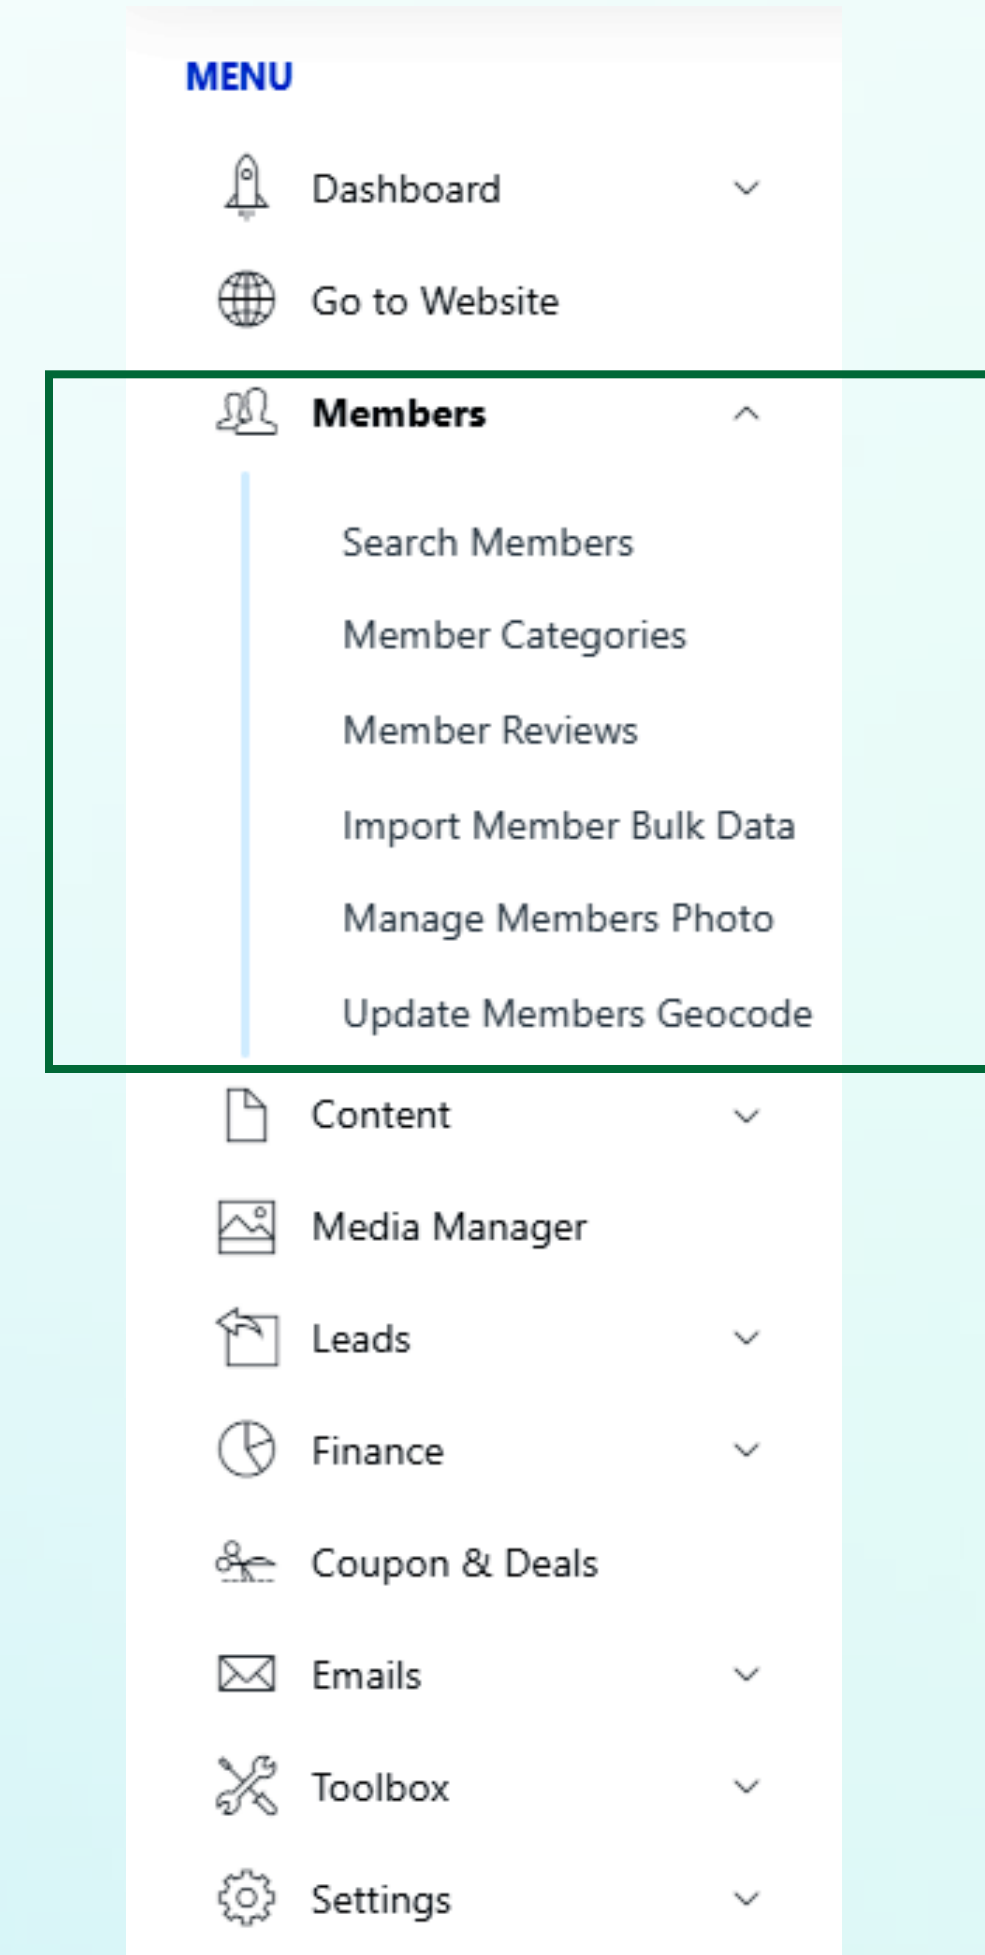 MENU
Dashboard
Go to Website
Members
Search Members
Member Categories
Member Reviews
Import Member Bulk Data
Manage Members Photo
Update Members Geocode
Content
Media Manager
Leads
Finance
Coupon & Deals
Emails
Toolbox
Settings